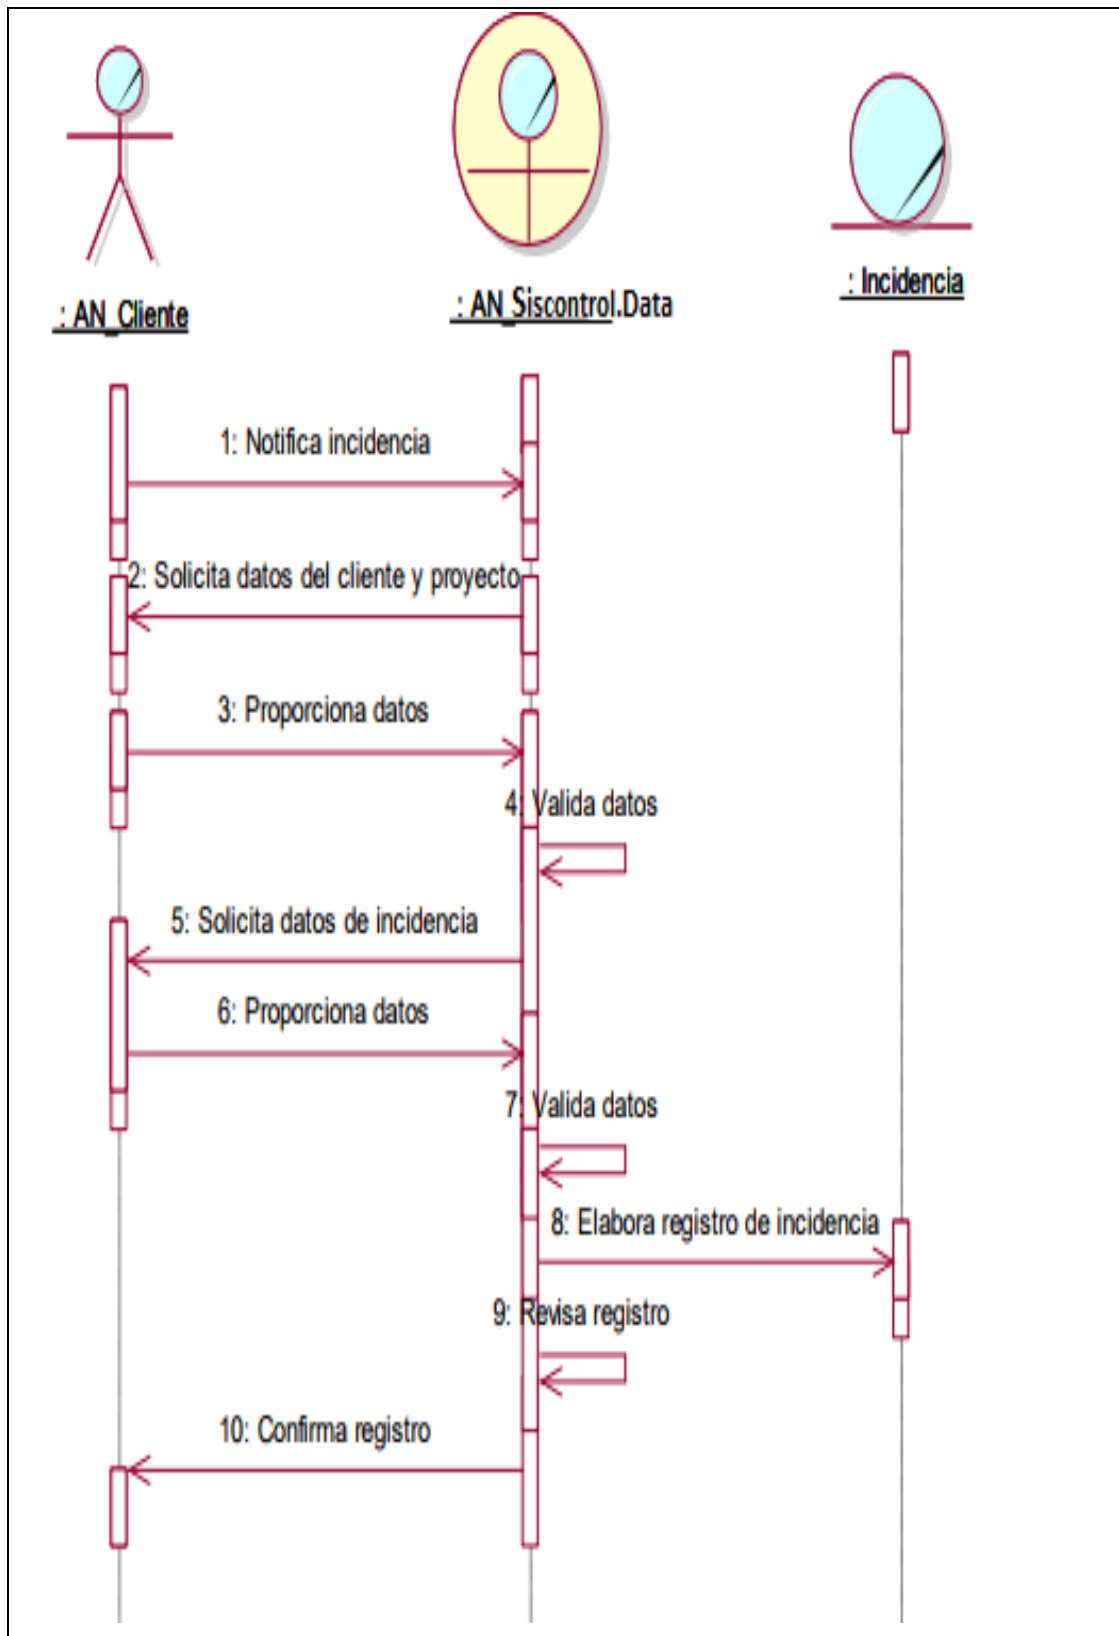 : AN_Cliente
: AN_Siscontrol.Data
: Incidencia
1: Notifica incidencia
2: Solicita datos del cliente y proyecto
3: Proporciona datos
4: Valida datos
5: Solicita datos de incidencia
6: Proporciona datos
7: Valida datos
8: Elabora registro de incidencia
9: Revisa registro
10: Confirma registro